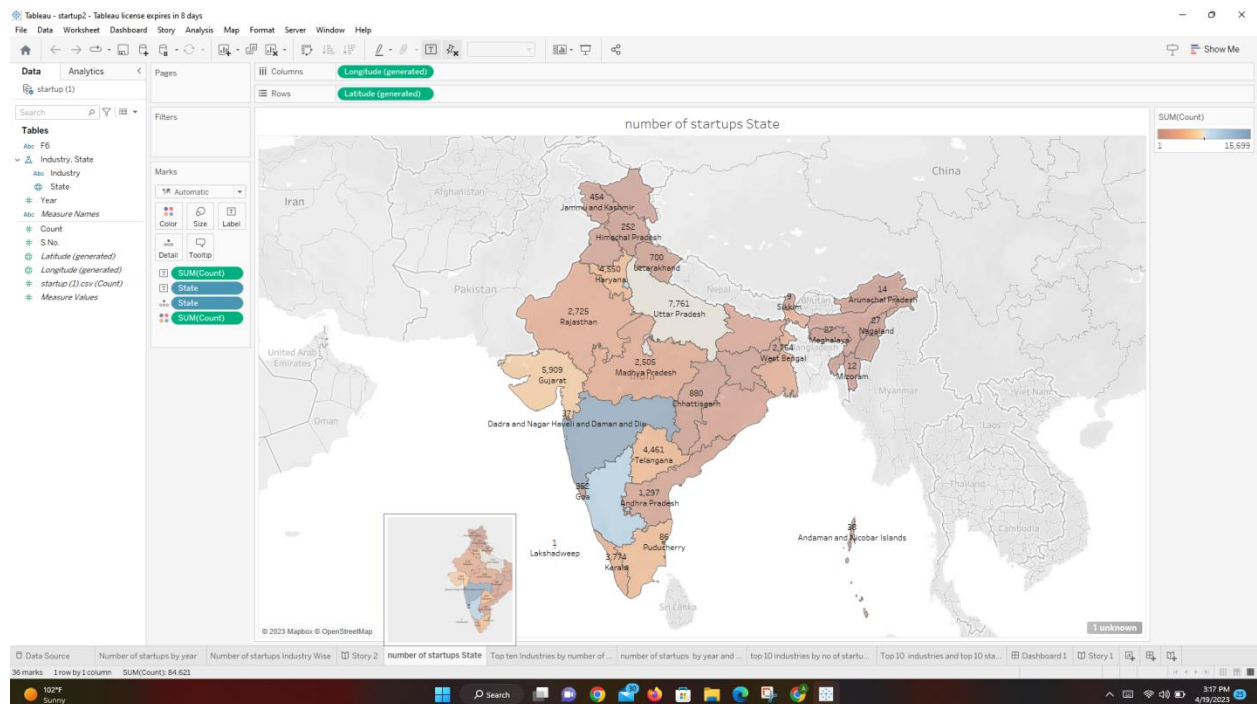 Tableau - startup2 - Tableau license expires in 8 days
File Data Worksheet Dashboard Story Analysis Map Format Server Window Help
Show Me
Data Analytics
startup (1)
Search
Tables
Abc F6
Industry, State
Abc Industry
State
# Year
Abc Measure Names
# Count
# S No.
Latitude (generated)
Longitude (generated)
# startup (1).csv (Count)
# Measure Values
Pages
Filters
Marks
Automatic
Color Size Label
Detail Tooltip
SUM(Count)
State
State
SUM(Count)
Columns Longitude (generated)
Rows Latitude (generated)
number of startups State
SUM(Count)
1 15,699
Iran
Afghanistan
China
Pakistan
Nepal
Bhutan
Bangladesh
United Arab Emirates
Oman
India
Myanmar
Laos
Viet Nam
Thailand
Cambodia
Sri Lanka
454
Jammu and Kashmir
252
Himachal Pradesh
700
Uttarakhand
4,550
Haryana
7,761
Uttar Pradesh
2,725
Rajasthan
Sikkim
14
Arunachal Pradesh
27
Nagaland
Meghalaya
12
Mizoram
West Bengal
5,909
Gujarat
2,505
Madhya Pradesh
880
Chhattisgarh
Dadra and Nagar Haveli and Daman and Diu
4,461
Telangana
Goa
1,297
Andhra Pradesh
Puducherry
3,774
Kerala
1
Lakshadweep
Andaman and Nicobar Islands
© 2023 Mapbox © OpenStreetMap
1 unknown
Data Source
Number of startups by year
Number of startups Industry Wise
Story 2
number of startups State
Top ten Industries by number of ...
number of startups by year and ...
top 10 industries by no of startu...
Top 10 industries and top 10 sta...
Dashboard 1
Story 1
36 marks 1 row by 1 column SUM(Count): 84,621
102°F
Sunny
Search
3:17 PM
4/19/2023